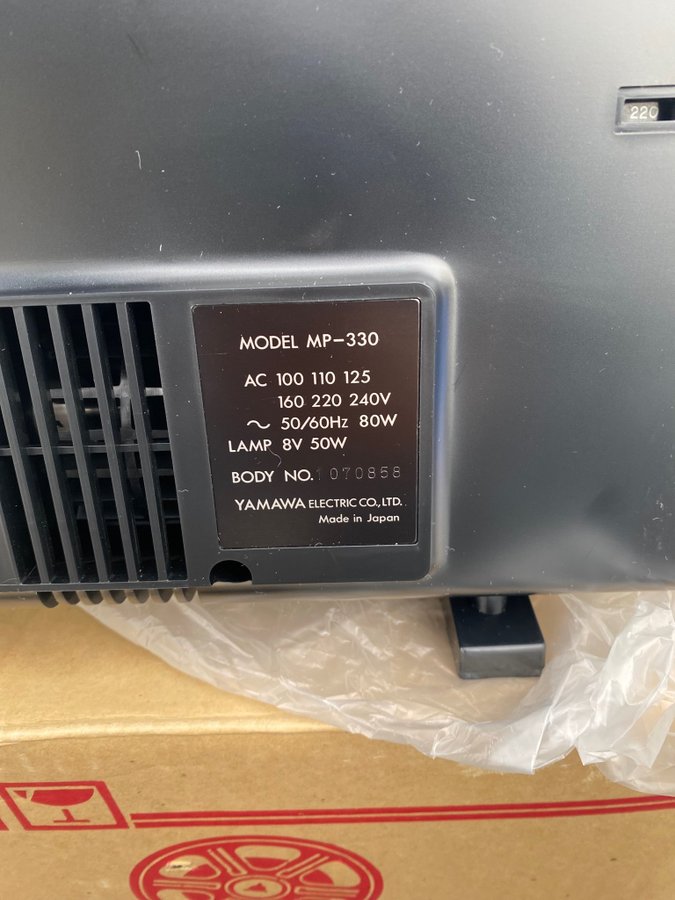 220
MODEL MP-330
AC 100 110 125
160 220 240V
~ 50/60Hz 80W
LAMP 8V 50W
BODY NO. 1070858
YAMAWA ELECTRIC CO., LTD.
Made in Japan